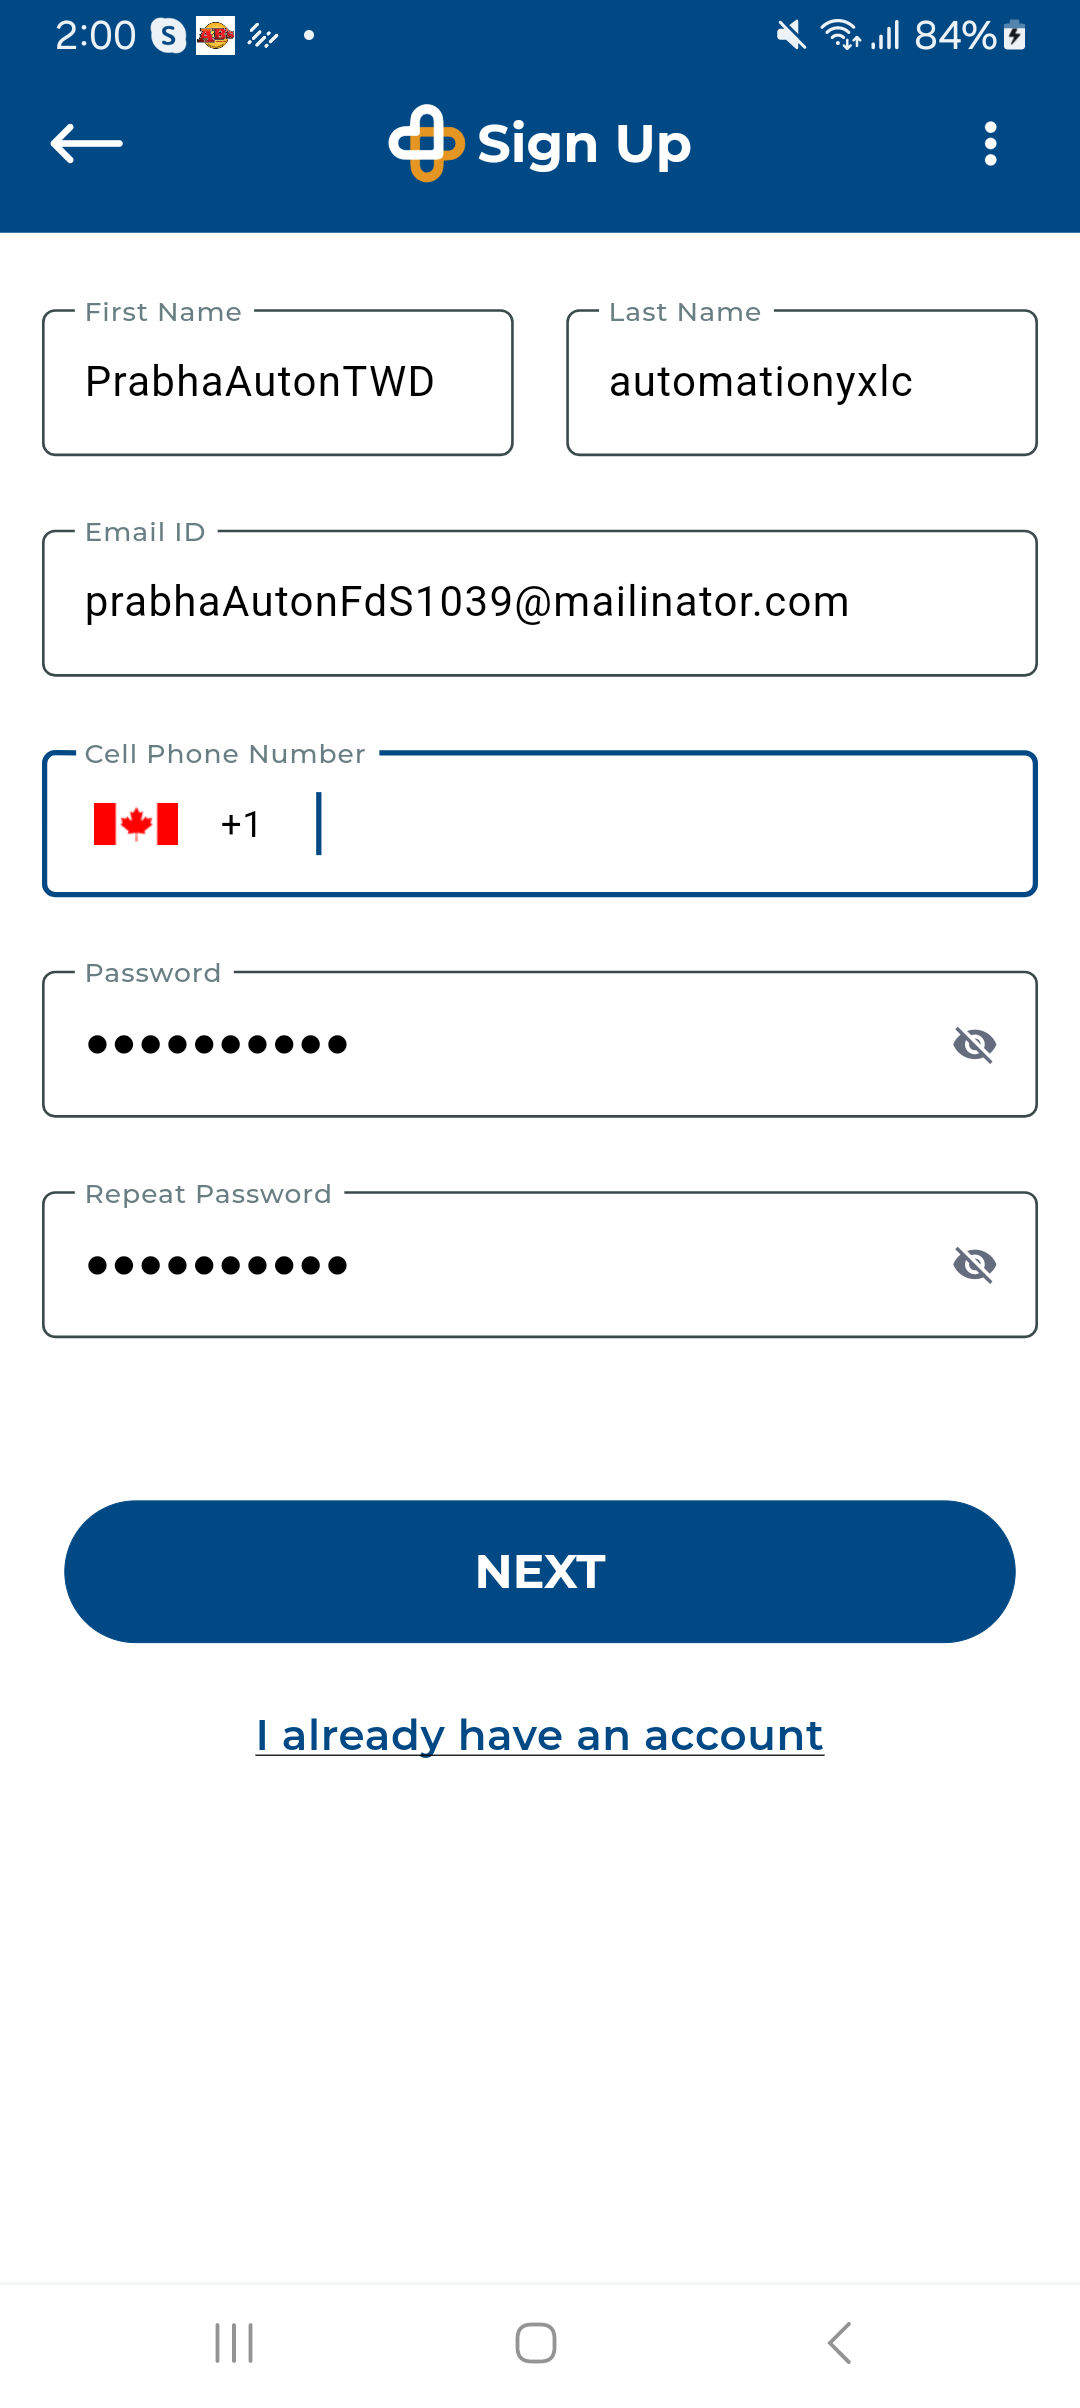 2:00 S 84%
Sign Up
First Name Last Name
PrabhaAutonTWD automationyxlc
Email ID
prabhaAutonFdS1039@mailinator.com
Cell Phone Number
+1
Password
Repeat Password
NEXT
I already have an account